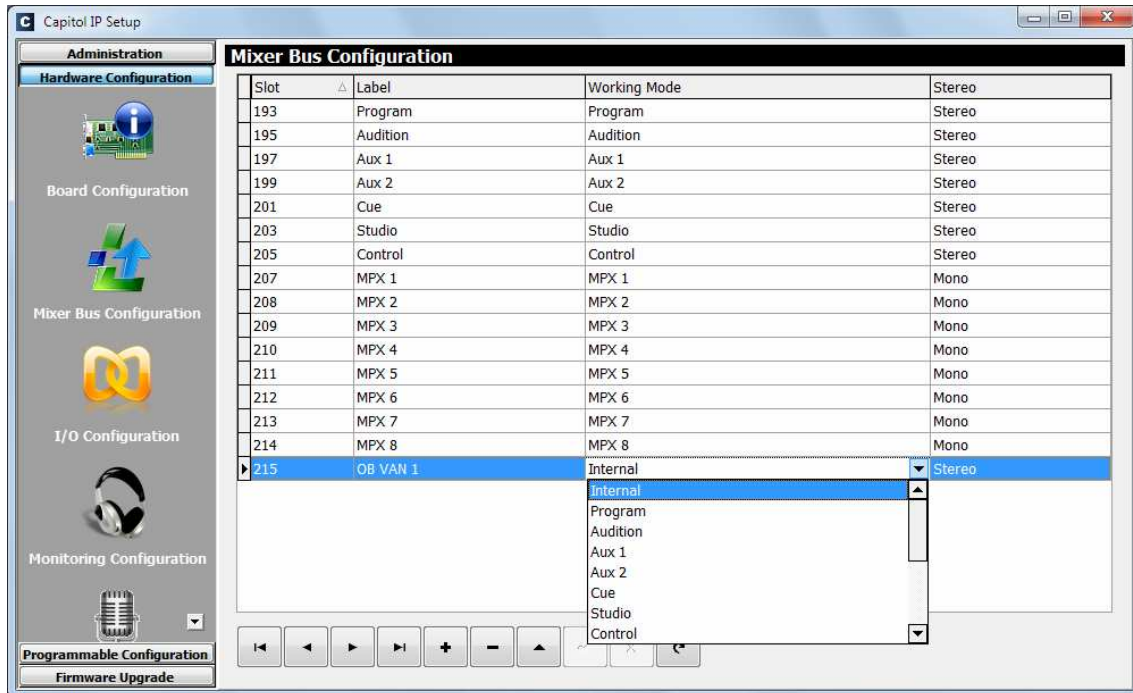 C Capitol IP Setup
Administration
Hardware Configuration
Board Configuration
Mixer Bus Configuration
I/O Configuration
Monitoring Configuration
Programmable Configuration
Firmware Upgrade
Mixer Bus Configuration
Slot Label Working Mode Stereo
193 Program Program Stereo
195 Audition Audition Stereo
197 Aux 1 Aux 1 Stereo
199 Aux 2 Aux 2 Stereo
201 Cue Cue Stereo
203 Studio Studio Stereo
205 Control Control Stereo
207 MPX 1 MPX 1 Mono
208 MPX 2 MPX 2 Mono
209 MPX 3 MPX 3 Mono
210 MPX 4 MPX 4 Mono
211 MPX 5 MPX 5 Mono
212 MPX 6 MPX 6 Mono
213 MPX 7 MPX 7 Mono
214 MPX 8 MPX 8 Mono
215 OB VAN 1 Internal Stereo
Internal
Program
Audition
Aux 1
Aux 2
Cue
Studio
Control